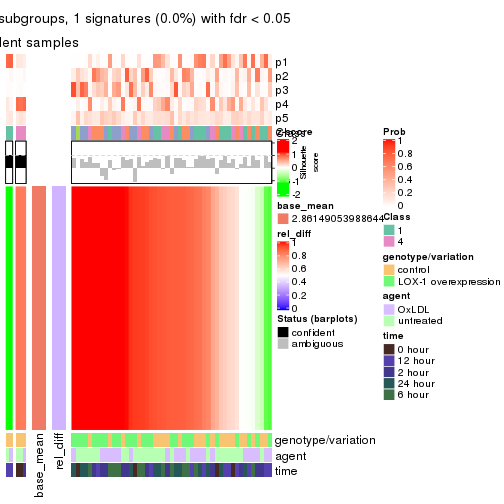 subgroups, 1 signatures (0.0%) with fdr < 0.05
lent samples
p1
p2
p3
p4
p5
Class
Silhouette
score
z-score
2
1
0
-1
-2
base_mean
2.86149053988644
rel_diff
1
0.8
0.6
0.4
0.2
0
Status (barplots)
confident
ambiguous
Prob
1
0.8
0.6
0.4
0.2
0
Class
1
4
genotype/variation
control
LOX-1 overexpression
agent
OxLDL
untreated
time
0 hour
12 hour
2 hour
24 hour
6 hour
genotype/variation
agent
time
base_mean
rel_diff